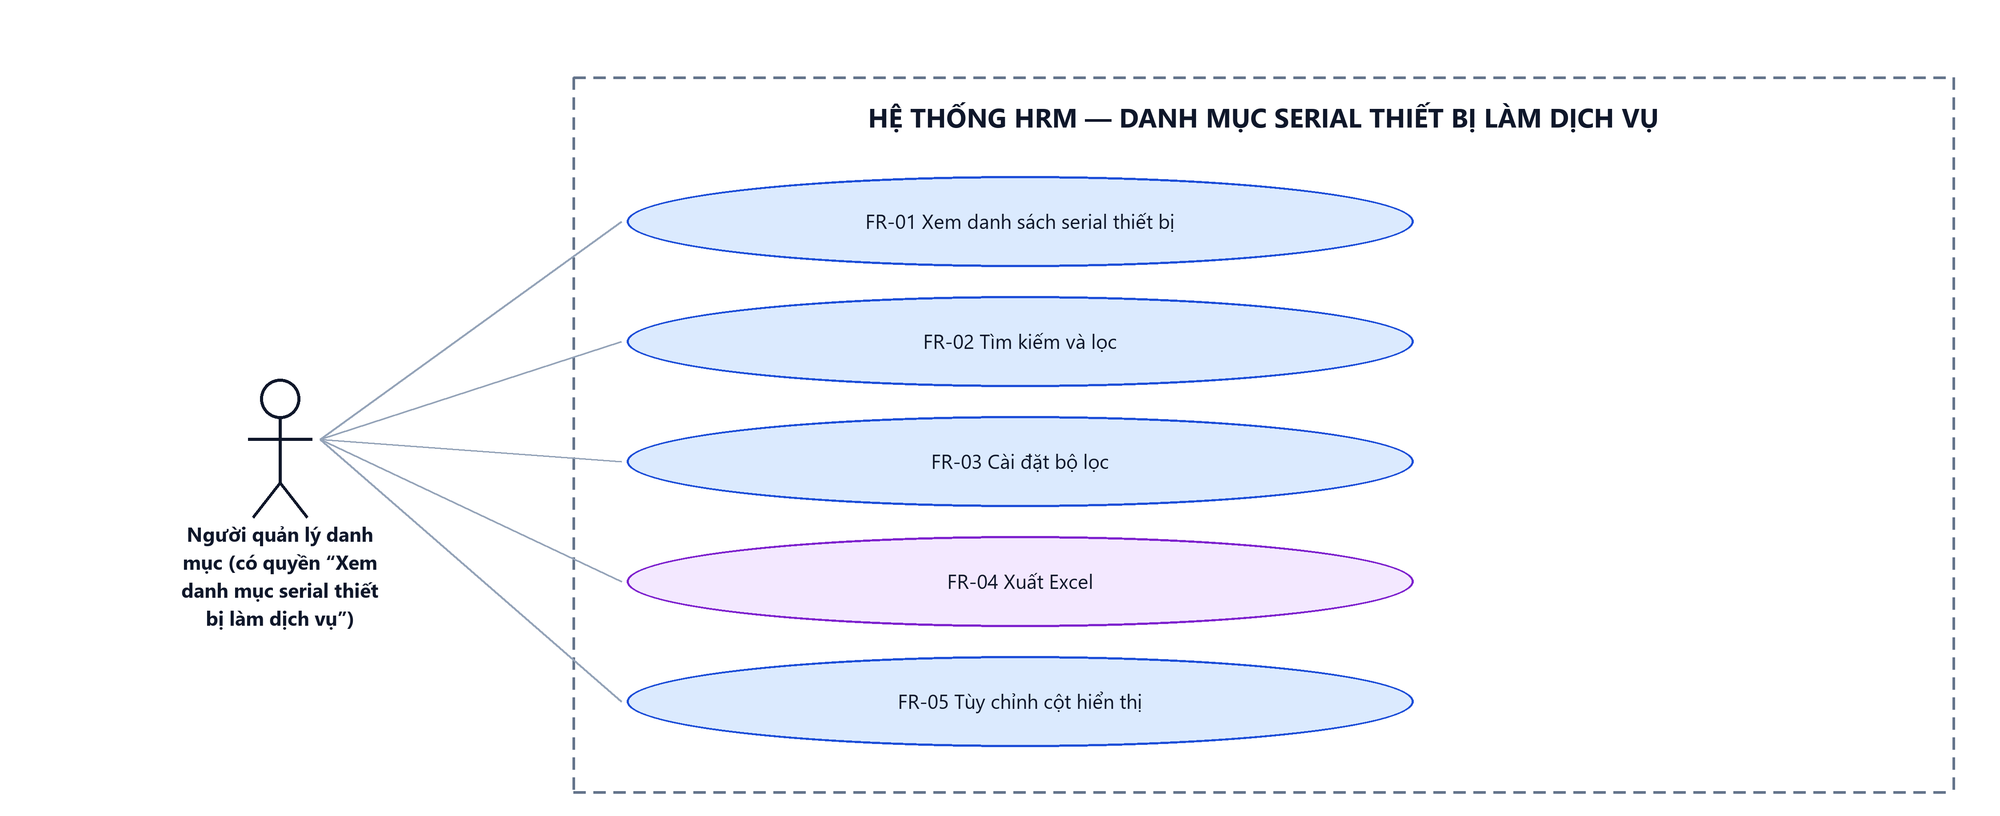 HỆ THỐNG HRM — DANH MỤC SERIAL THIẾT BỊ LÀM DỊCH VỤ
FR-01 Xem danh sách serial thiết bị
FR-02 Tìm kiếm và lọc
FR-03 Cài đặt bộ lọc
FR-04 Xuất Excel
FR-05 Tùy chỉnh cột hiển thị
Người quản lý danh
mục (có quyền “Xem
danh mục serial thiết
bị làm dịch vụ”)